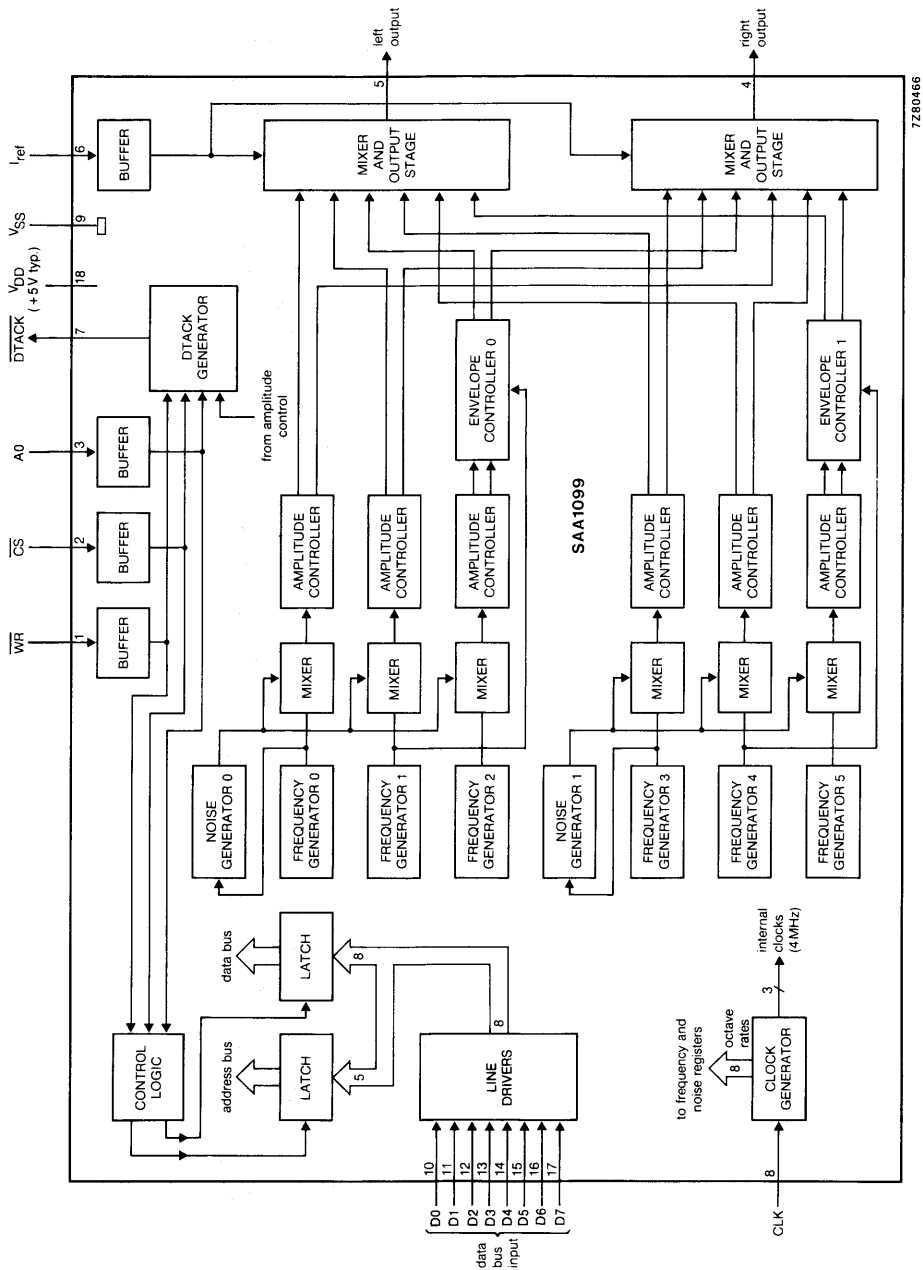 WR
1
BUFFER
CS
2
BUFFER
A0
3
BUFFER
DTACK
7
DTACK
GENERATOR
from amplitude
control
VDD
(+5 V typ.)
18
VSS
9
Iref
6
BUFFER
CONTROL
LOGIC
address bus
LATCH
5
data bus
LATCH
8
8
LINE
DRIVERS
data
bus
input
D0
10
D1
11
D2
12
D3
13
D4
14
D5
15
D6
16
D7
17
CLK
8
CLOCK
GENERATOR
8
octave
rates
to frequency and
noise registers
3
internal
clocks
(4 MHz)
NOISE
GENERATOR 0
FREQUENCY
GENERATOR 0
MIXER
AMPLITUDE
CONTROLLER
FREQUENCY
GENERATOR 1
MIXER
AMPLITUDE
CONTROLLER
FREQUENCY
GENERATOR 2
MIXER
AMPLITUDE
CONTROLLER
ENVELOPE
CONTROLLER 0
SAA1099
NOISE
GENERATOR 1
FREQUENCY
GENERATOR 3
MIXER
AMPLITUDE
CONTROLLER
FREQUENCY
GENERATOR 4
MIXER
AMPLITUDE
CONTROLLER
FREQUENCY
GENERATOR 5
MIXER
AMPLITUDE
CONTROLLER
ENVELOPE
CONTROLLER 1
MIXER
AND
OUTPUT
STAGE
5
left
output
MIXER
AND
OUTPUT
STAGE
4
right
output
7Z80466